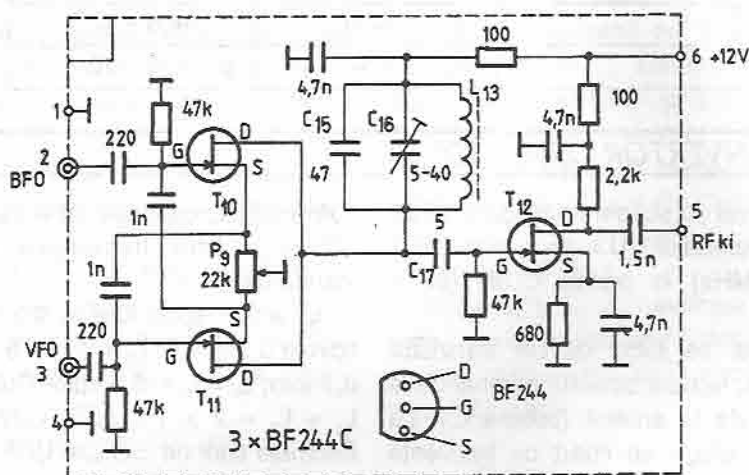 100
6 +12V
4,7n
L13
47k
100
1
C15
C16
4,7n
220
G
D
S
2
BFO
47
5-40
2,2k
T10
T12
1n
5
D
5
RFki
P9
22k
C17
G
S
1,5n
1n
47k
220
S
680
4,7n
VFO
3
G
D
D
BF244
T11
G
4
47k
3×BF244C
S